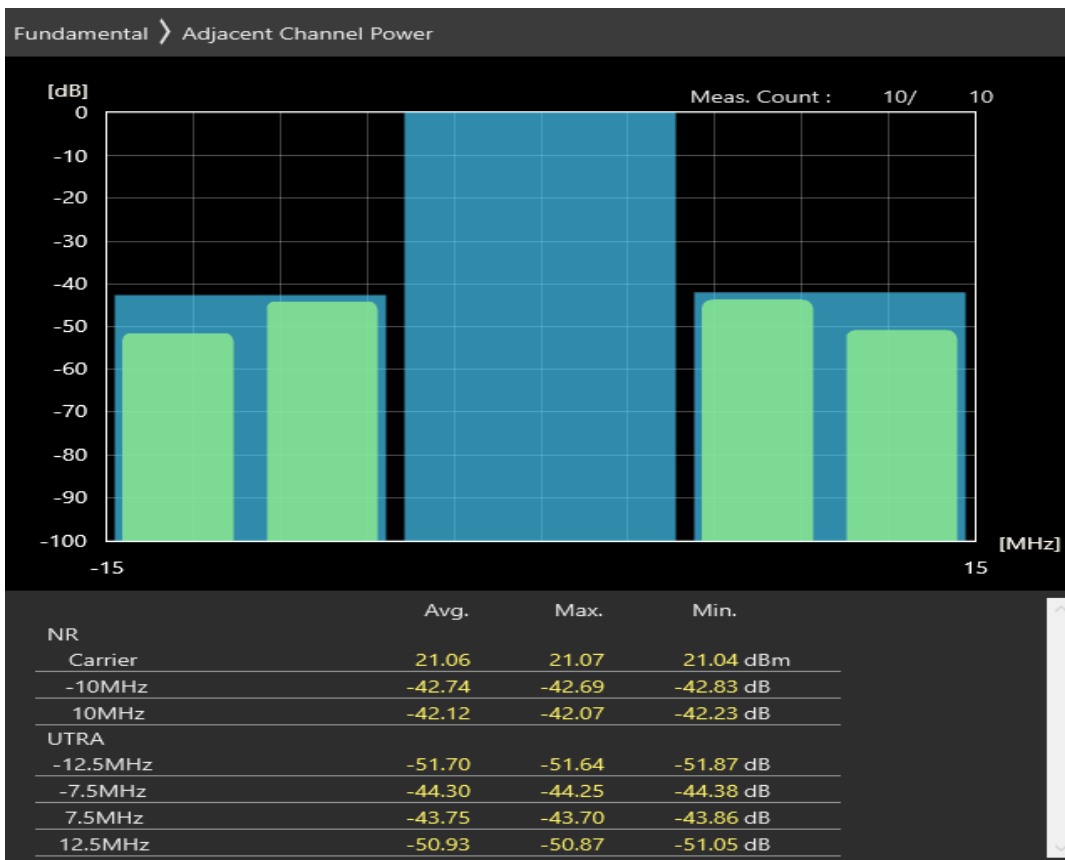 Fundamental 〉 Adjacent Channel Power
[dB]
Meas. Count : 10/ 10
0
-10
-20
-30
-40
-50
-60
-70
-80
-90
-100
[MHz]
-15 15
Avg. Max. Min.
NR
Carrier 21.06 21.07 21.04 dBm
-10MHz -42.74 -42.69 -42.83 dB
10MHz -42.12 -42.07 -42.23 dB
UTRA
-12.5MHz -51.70 -51.64 -51.87 dB
-7.5MHz -44.30 -44.25 -44.38 dB
7.5MHz -43.75 -43.70 -43.86 dB
12.5MHz -50.93 -50.87 -51.05 dB